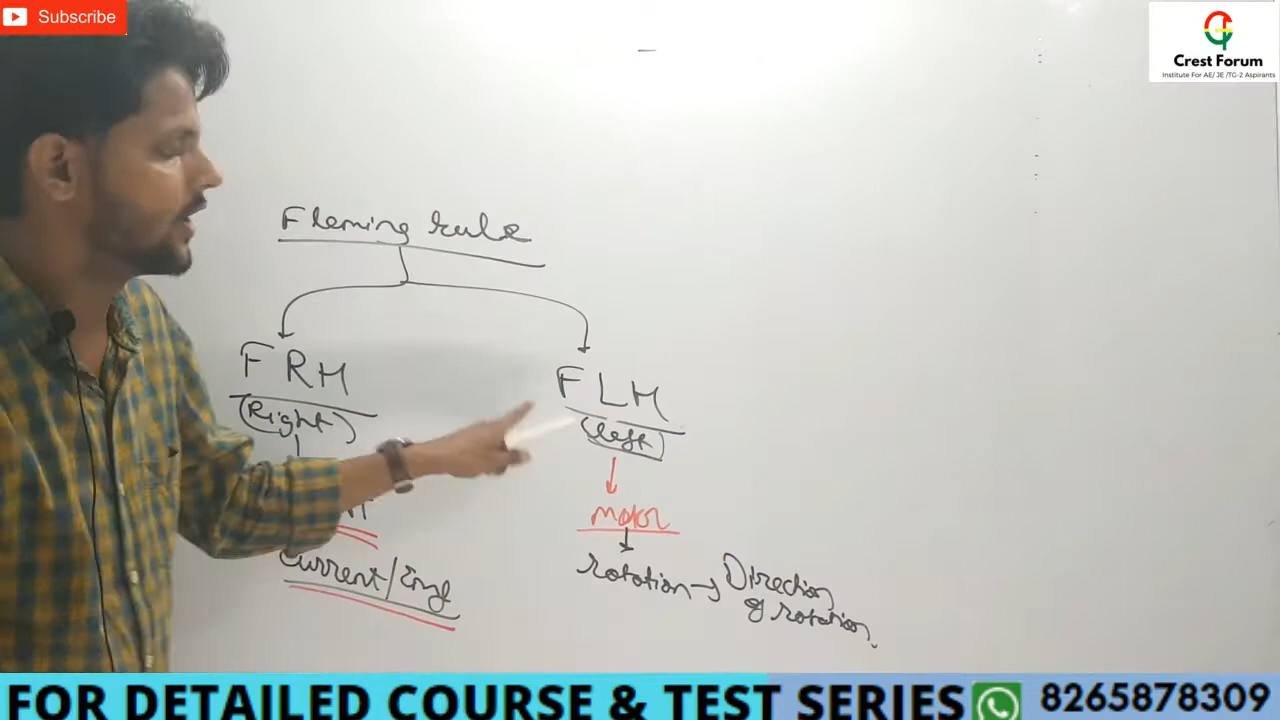 Subscribe
Crest Forum
Institute For AE/ JE /TG-2 Aspirants
Fleming rule
FRH
(Right)
FLH
(left)
motor
Current/Emf
rotation → Direction
of rotation
FOR DETAILED COURSE & TEST SERIES
8265878309